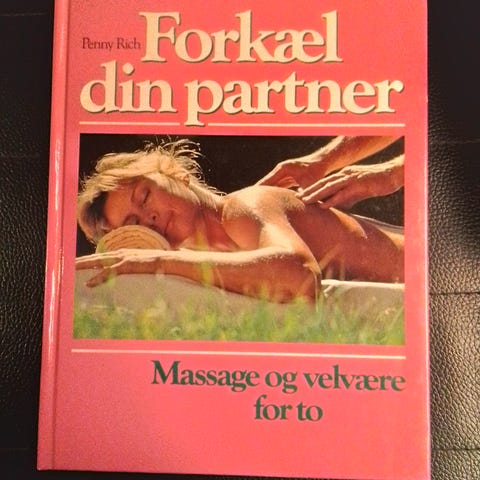 Penny Rich
Forkæl
din partner
Massage og velvære
for to